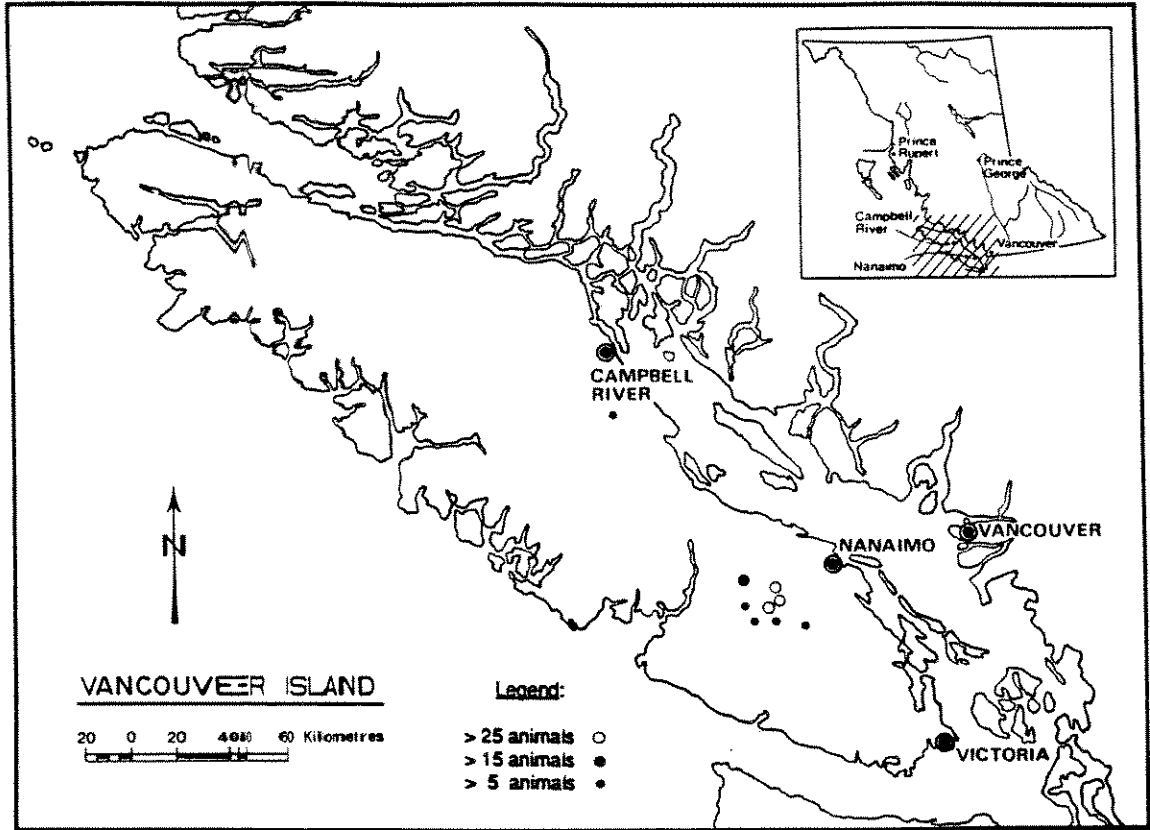 Prince
Rupert
Prince
George
Campbell
River
Vancouver
Nanaimo
CAMPBELL
RIVER
VANCOUVER
NANAIMO
N
VANCOUVER ISLAND
20 0 20 40 60 Kilometres
Legend:
> 25 animals
> 15 animals
> 5 animals
VICTORIA